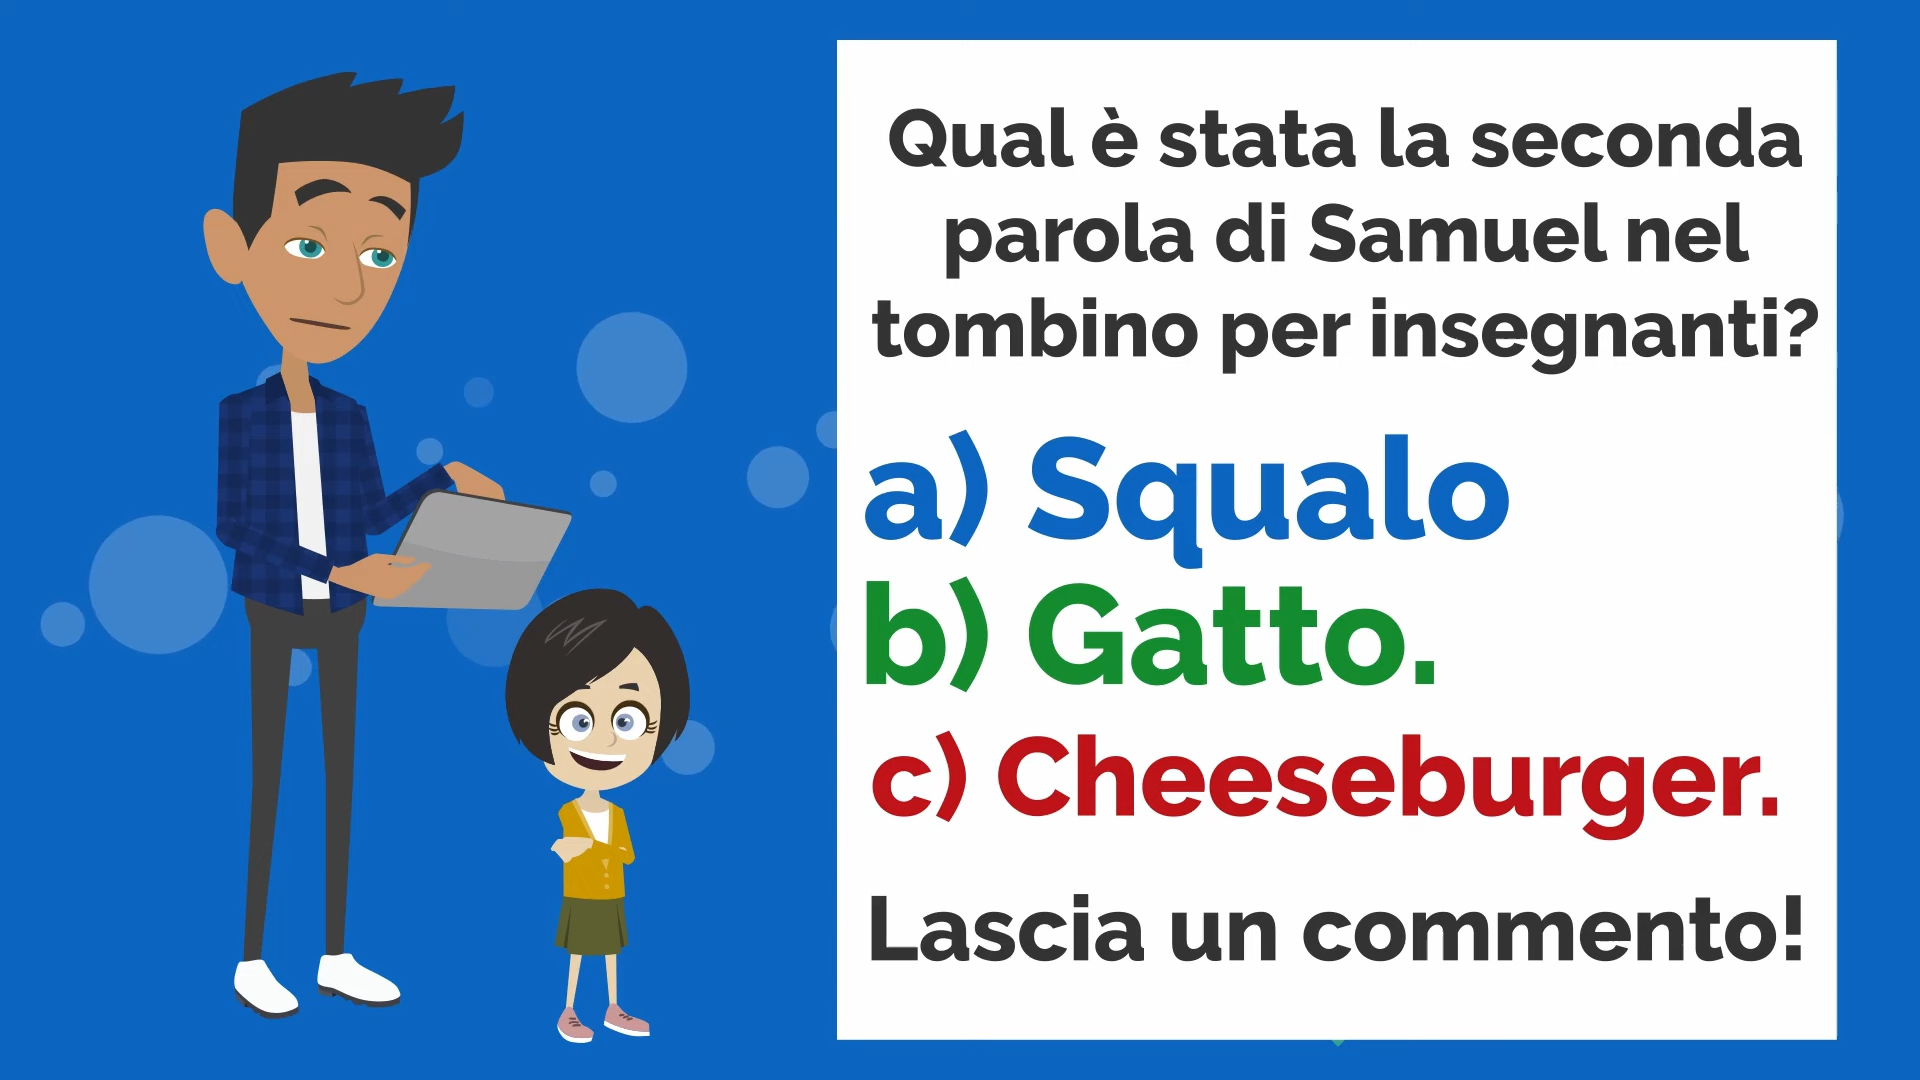 Qual è stata la seconda
parola di Samuel nel
tombino per insegnanti?
a) Squalo
b) Gatto.
c) Cheeseburger.
Lascia un commento!